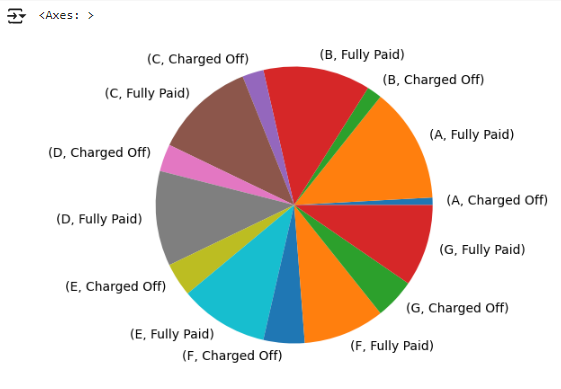 <Axes: >
(C, Charged Off)
(B, Fully Paid)
(B, Charged Off)
(C, Fully Paid)
(A, Fully Paid)
(D, Charged Off)
(A, Charged Off)
(D, Fully Paid)
(G, Fully Paid)
(E, Charged Off)
(G, Charged Off)
(E, Fully Paid)
(F, Fully Paid)
(F, Charged Off)